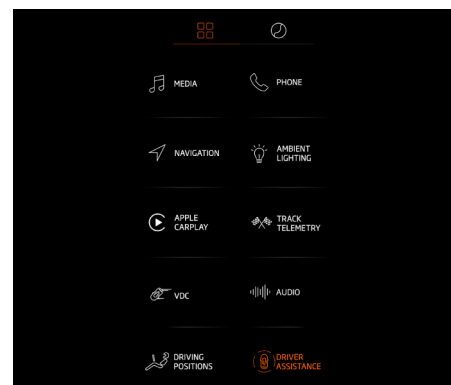 MEDIA
PHONE
NAVIGATION
AMBIENT
LIGHTING
APPLE
CARPLAY
TRACK
TELEMETRY
VDC
AUDIO
DRIVING
POSITIONS
DRIVER
ASSISTANCE